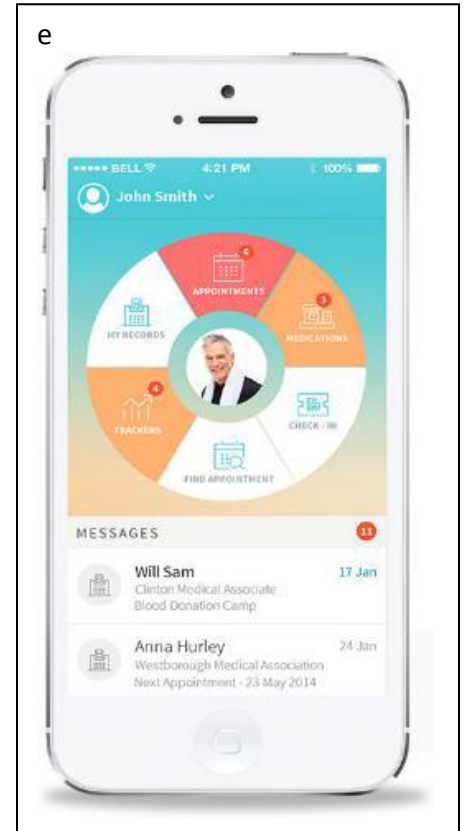 e
BELL 4:21 PM 100%
John Smith
6
APPOINTMENTS
3
MY RECORDS
MEDICATIONS
4
TRACKERS
CHECK - IN
FIND APPOINTMENT
MESSAGES 13
Will Sam 17 Jan
Clinton Medical Associate
Blood Donation Camp
Anna Hurley 24 Jan
Westborough Medical Association
Next Appointment - 23 May 2014